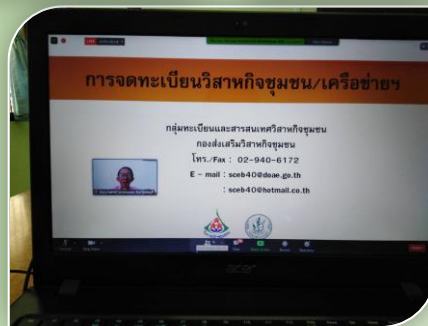 LIVE
การจดทะเบียนวิสาหกิจชุมชน/เครือข่ายฯ
กลุ่มทะเบียนและสารสนเทศวิสาหกิจชุมชน
กองส่งเสริมวิสาหกิจชุมชน
โทร./Fax : 02-940-6172
E - mail : sceb40@doae.go.th
: sceb40@hotmail.co.th
acer